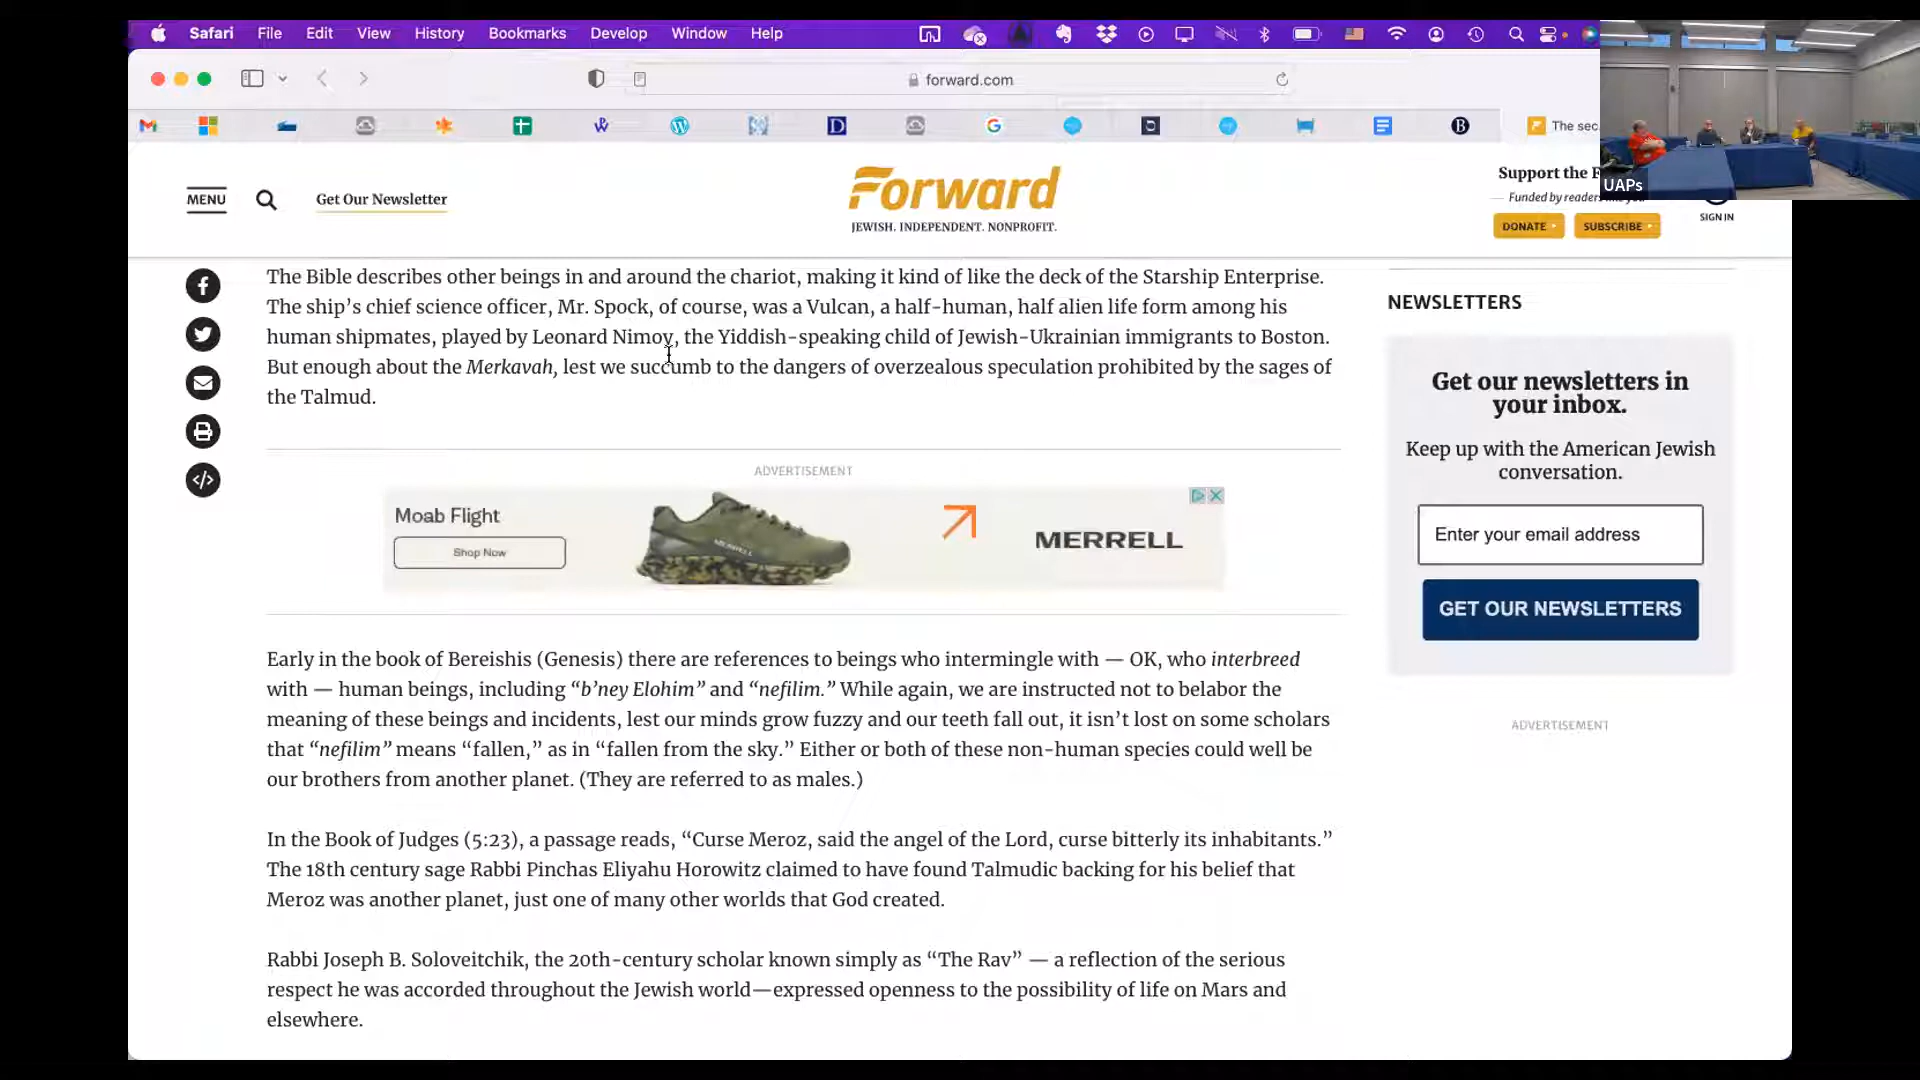 Safari File Edit View History Bookmarks Develop Window Help
forward.com
The sec
UAPs
MENU
Get Our Newsletter
Forward
JEWISH. INDEPENDENT. NONPROFIT.
Support the F
Funded by readers
DONATE
SUBSCRIBE
SIGN IN
The Bible describes other beings in and around the chariot, making it kind of like the deck of the Starship Enterprise.
The ship’s chief science officer, Mr. Spock, of course, was a Vulcan, a half-human, half alien life form among his
human shipmates, played by Leonard Nimoy, the Yiddish-speaking child of Jewish-Ukrainian immigrants to Boston.
But enough about the Merkavah, lest we succumb to the dangers of overzealous speculation prohibited by the sages of
the Talmud.
ADVERTISEMENT
Moab Flight
Shop Now
MERRELL
MERRELL
Early in the book of Bereishis (Genesis) there are references to beings who intermingle with — OK, who interbreed
with — human beings, including “b’ney Elohim” and “nefilim.” While again, we are instructed not to belabor the
meaning of these beings and incidents, lest our minds grow fuzzy and our teeth fall out, it isn’t lost on some scholars
that “nefilim” means “fallen,” as in “fallen from the sky.” Either or both of these non-human species could well be
our brothers from another planet. (They are referred to as males.)
In the Book of Judges (5:23), a passage reads, “Curse Meroz, said the angel of the Lord, curse bitterly its inhabitants.”
The 18th century sage Rabbi Pinchas Eliyahu Horowitz claimed to have found Talmudic backing for his belief that
Meroz was another planet, just one of many other worlds that God created.
Rabbi Joseph B. Soloveitchik, the 20th-century scholar known simply as “The Rav” — a reflection of the serious
respect he was accorded throughout the Jewish world—expressed openness to the possibility of life on Mars and
elsewhere.
NEWSLETTERS
Get our newsletters in
your inbox.
Keep up with the American Jewish
conversation.
Enter your email address
GET OUR NEWSLETTERS
ADVERTISEMENT